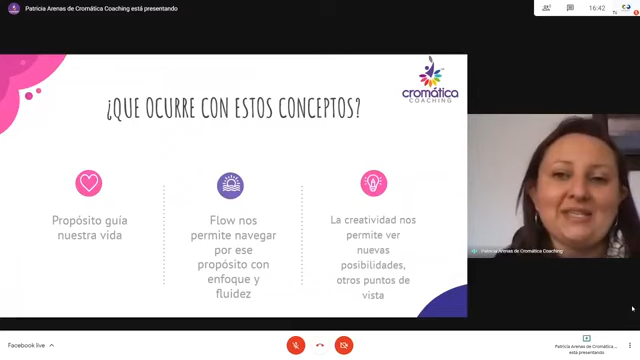 Patricia Arenas de Cromática Coaching está presentando
16:42
cromática
COACHING
¿QUE OCURRE CON ESTOS CONCEPTOS?
Propósito guía
nuestra vida
Flow nos
permite navegar
por ese
propósito con
enfoque y
fluidez
La creatividad nos
permite ver
nuevas
posibilidades,
otros puntos de
vista
Patricia Arenas de Cromática Coaching
Facebook live
Patricia Arenas de Cromática ...
está presentando